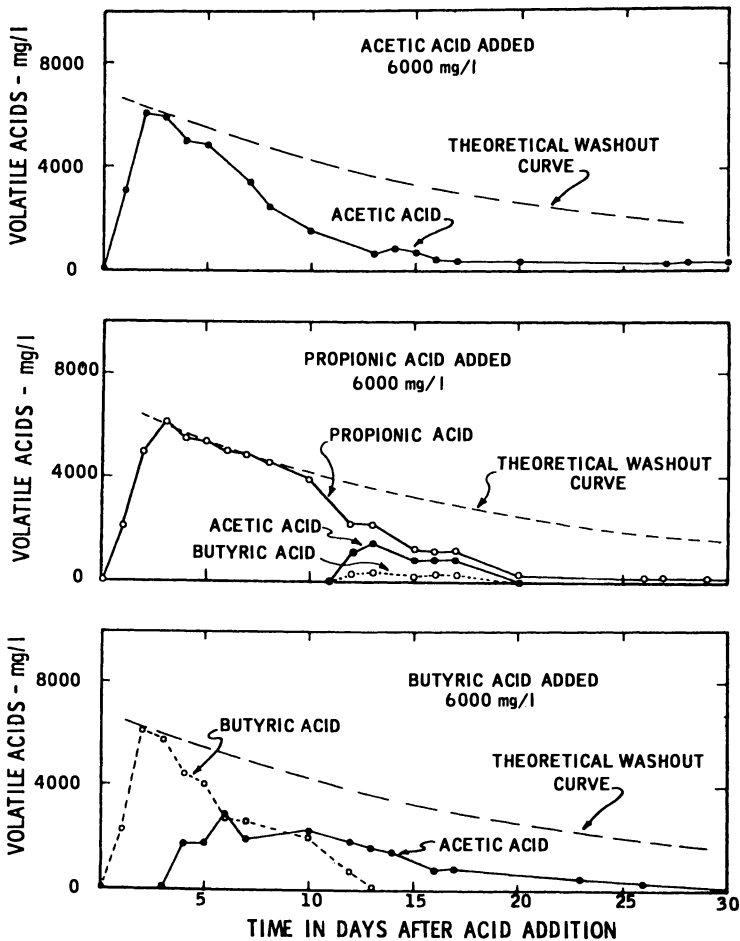 VOLATILE ACIDS - mg/l
8000
4000
0
ACETIC ACID ADDED
6000 mg/l
THEORETICAL WASHOUT
CURVE
ACETIC ACID
VOLATILE ACIDS - mg/l
8000
4000
0
PROPIONIC ACID ADDED
6000 mg/l
PROPIONIC ACID
THEORETICAL WASHOUT
CURVE
ACETIC ACID
BUTYRIC ACID
VOLATILE ACIDS - mg/l
8000
4000
0
BUTYRIC ACID ADDED
6000 mg/l
BUTYRIC ACID
THEORETICAL WASHOUT
CURVE
ACETIC ACID
5 10 15 20 25 30
TIME IN DAYS AFTER ACID ADDITION